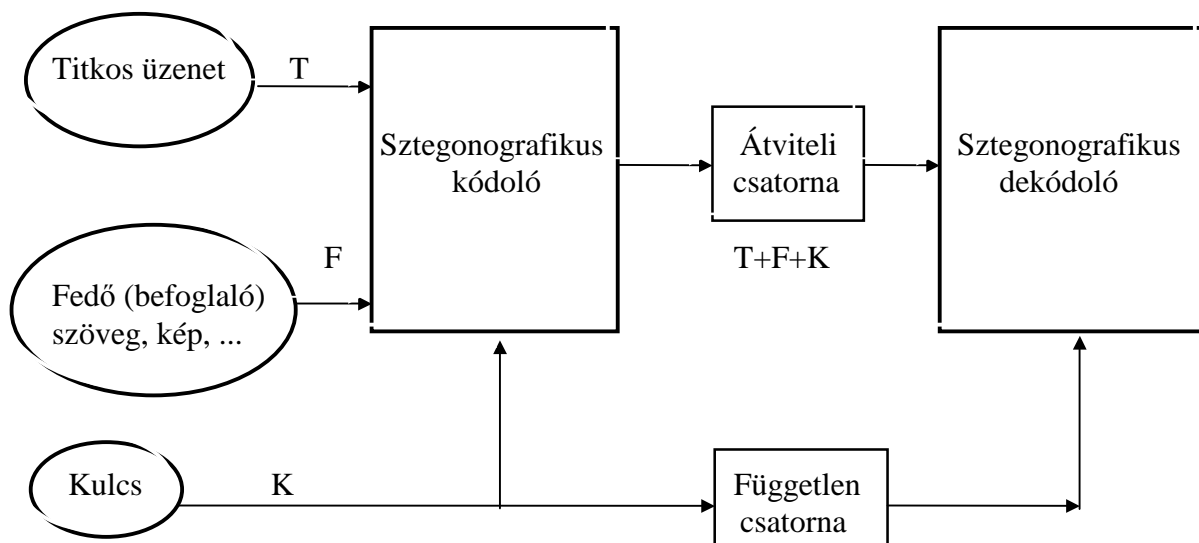 Titkos üzenet
T
Sztegonografikus
kódoló
Átviteli
csatorna
Sztegonografikus
dekódoló
F
T+F+K
Fedő (befoglaló)
szöveg, kép, ...
Kulcs
K
Független
csatorna